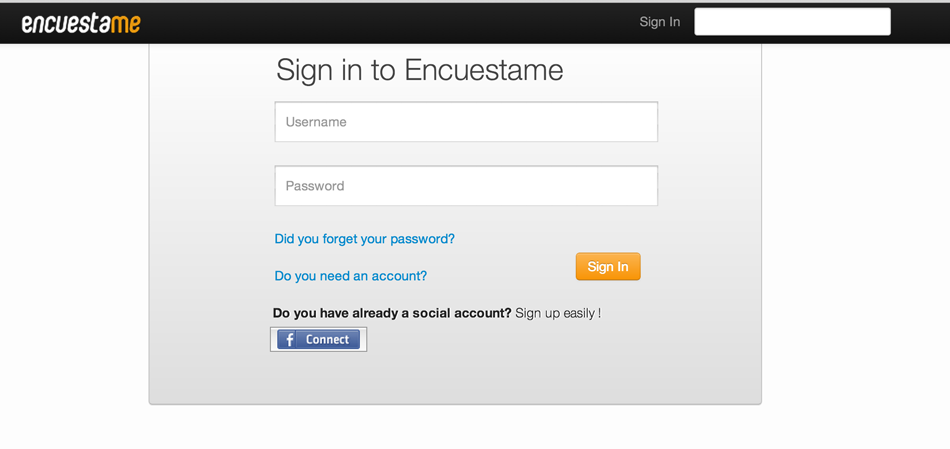 encuestame
Sign In
Sign in to Encuestame
Username
Password
Did you forget your password?
Sign In
Do you need an account?
Do you have already a social account? Sign up easily !
f Connect